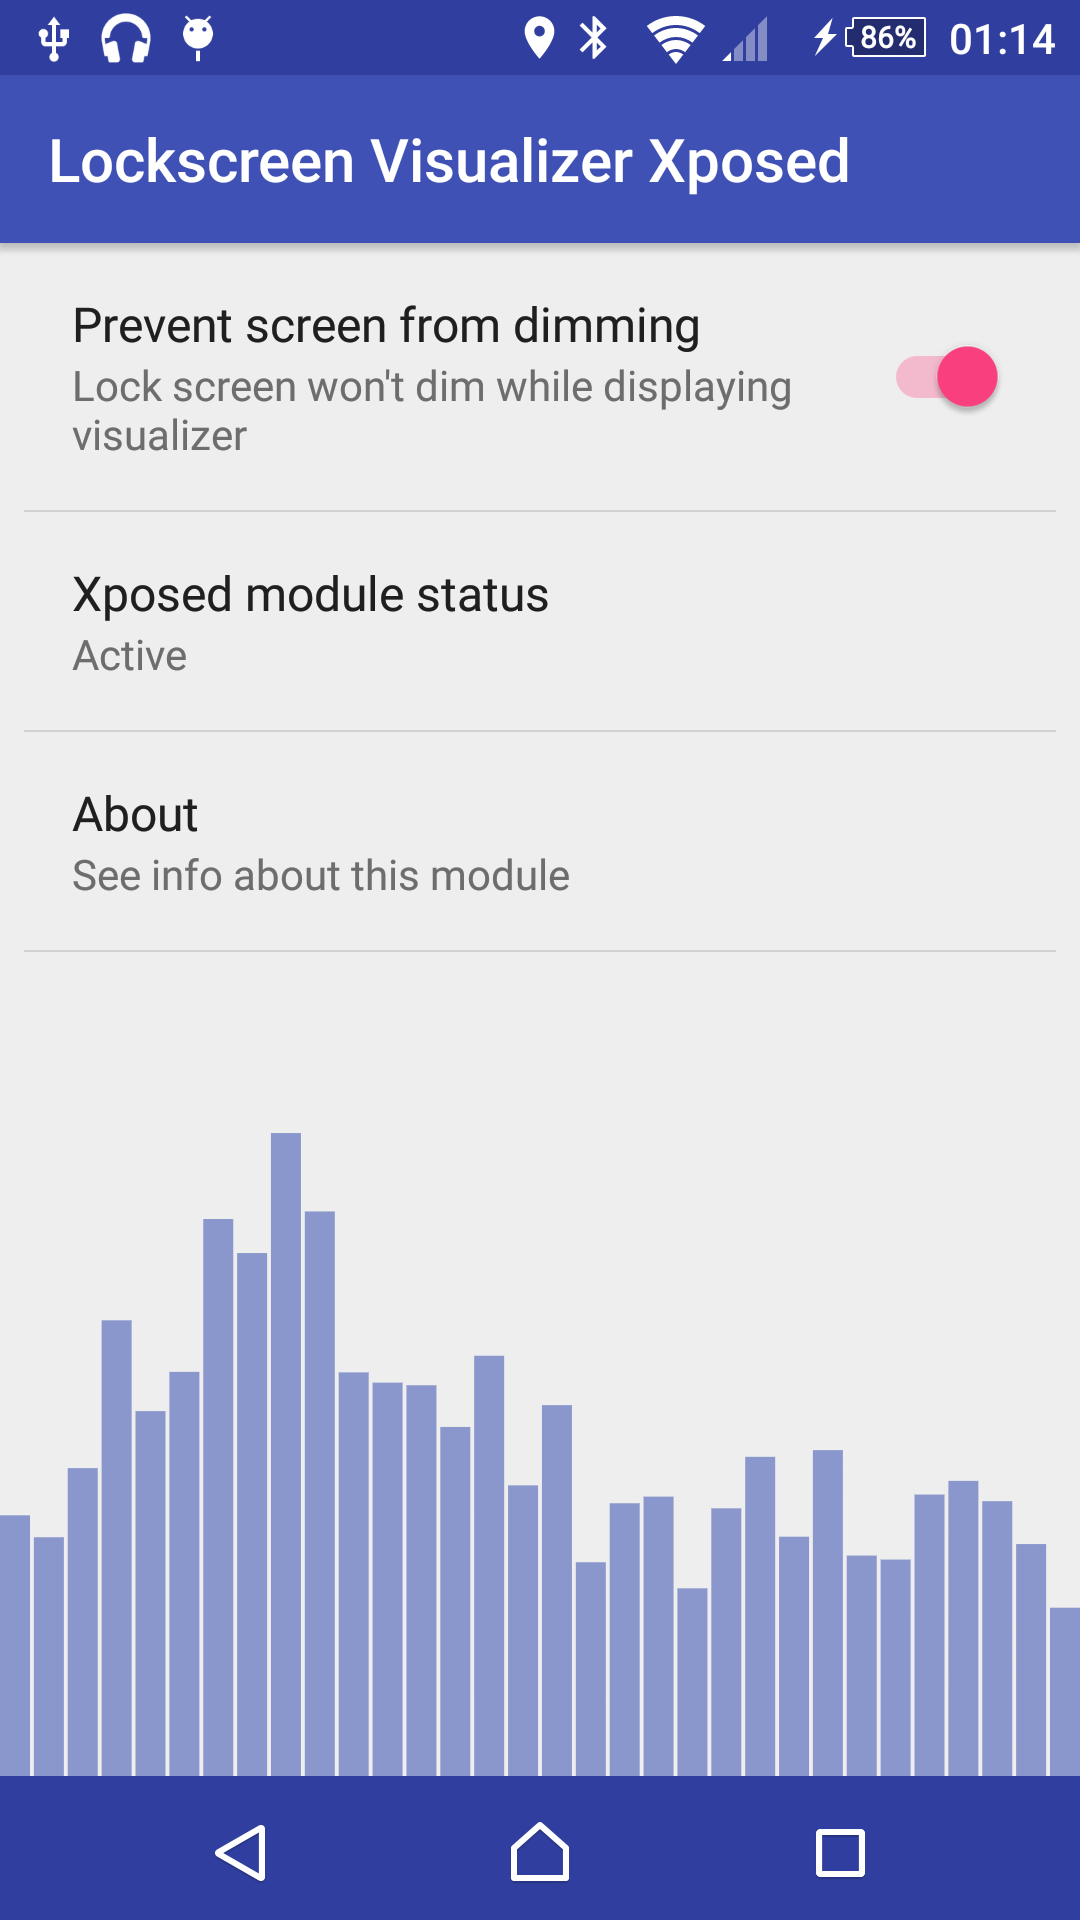 86% 01:14
Lockscreen Visualizer Xposed
Prevent screen from dimming
Lock screen won't dim while displaying
visualizer
Xposed module status
Active
About
See info about this module